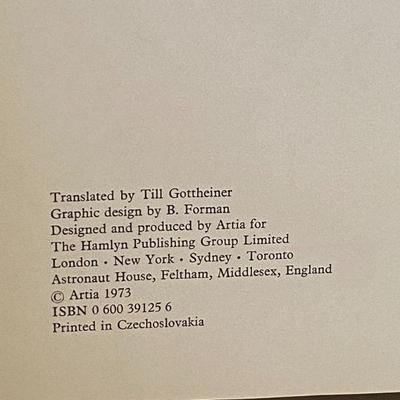 Translated by Till Gottheiner
Graphic design by B. Forman
Designed and produced by Artia for
The Hamlyn Publishing Group Limited
London · New York · Sydney · Toronto
Astronaut House, Feltham, Middlesex, England
© Artia 1973
ISBN 0 600 39125 6
Printed in Czechoslovakia